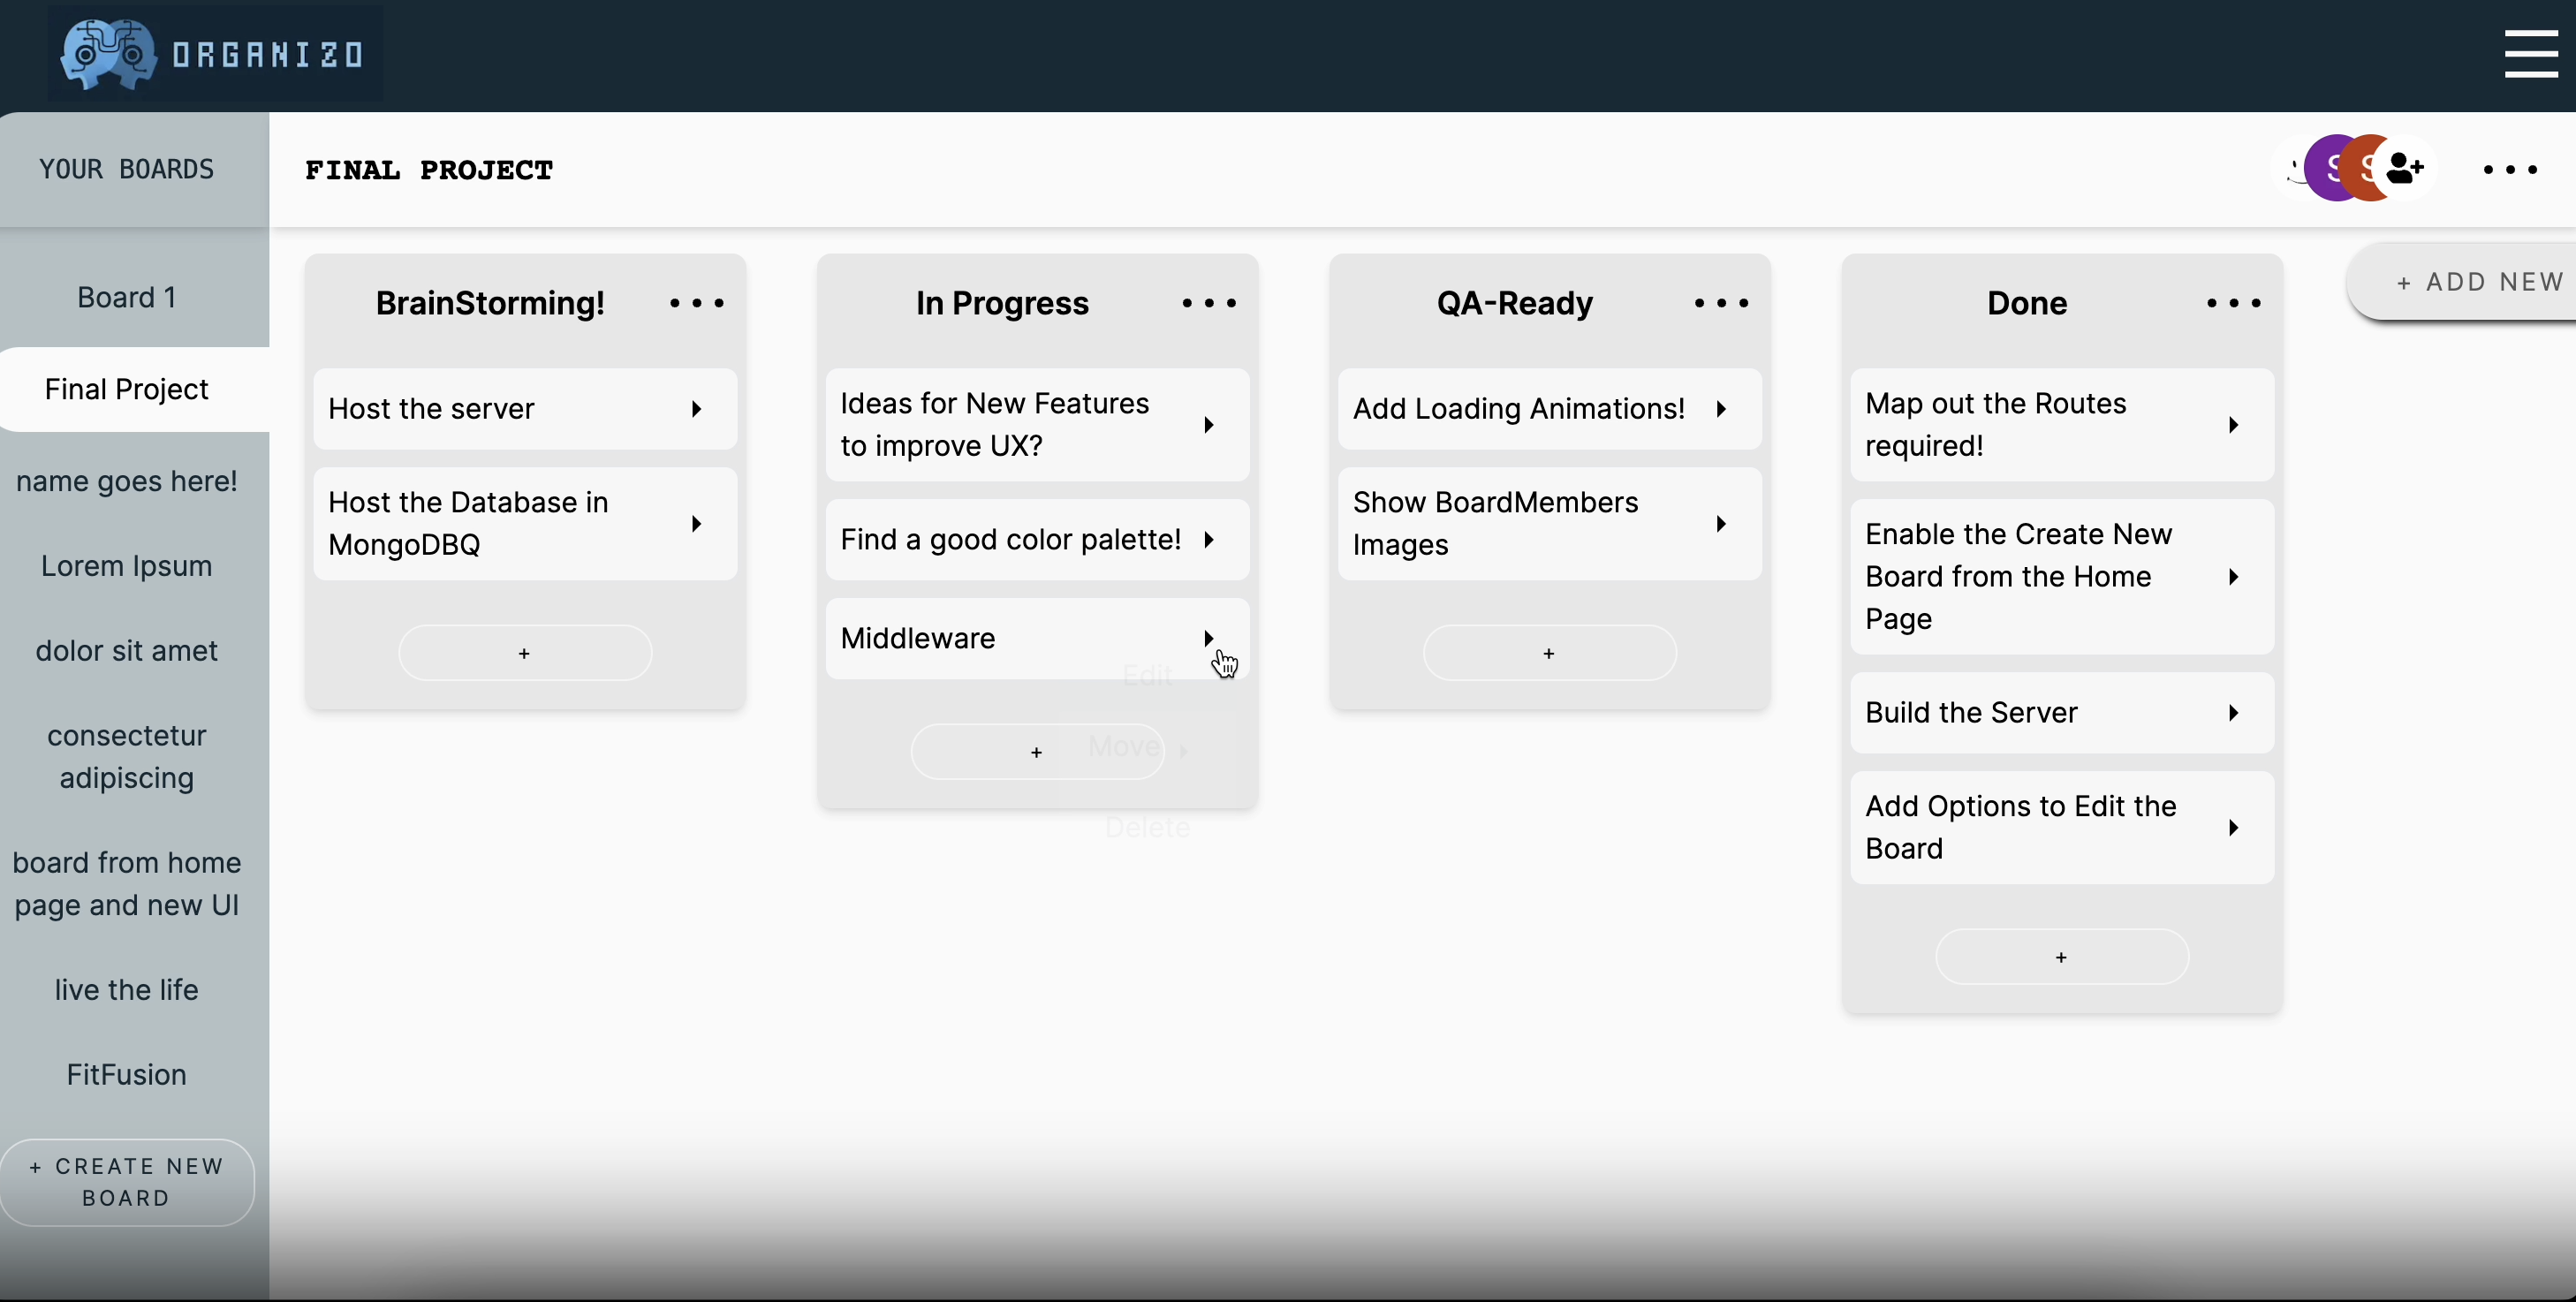 ORGANIZO
YOUR BOARDS
FINAL PROJECT
S
S
Board 1
Final Project
name goes here!
Lorem Ipsum
dolor sit amet
consectetur
adipiscing
board from home
page and new UI
live the life
FitFusion
+ CREATE NEW
BOARD
BrainStorming!
Host the server
Host the Database in
MongoDBQ
+
In Progress
Ideas for New Features
to improve UX?
Find a good color palette!
Middleware
Edit
Move
Delete
+
QA-Ready
Add Loading Animations!
Show BoardMembers
Images
+
Done
Map out the Routes
required!
Enable the Create New
Board from the Home
Page
Build the Server
Add Options to Edit the
Board
+
+ ADD NEW